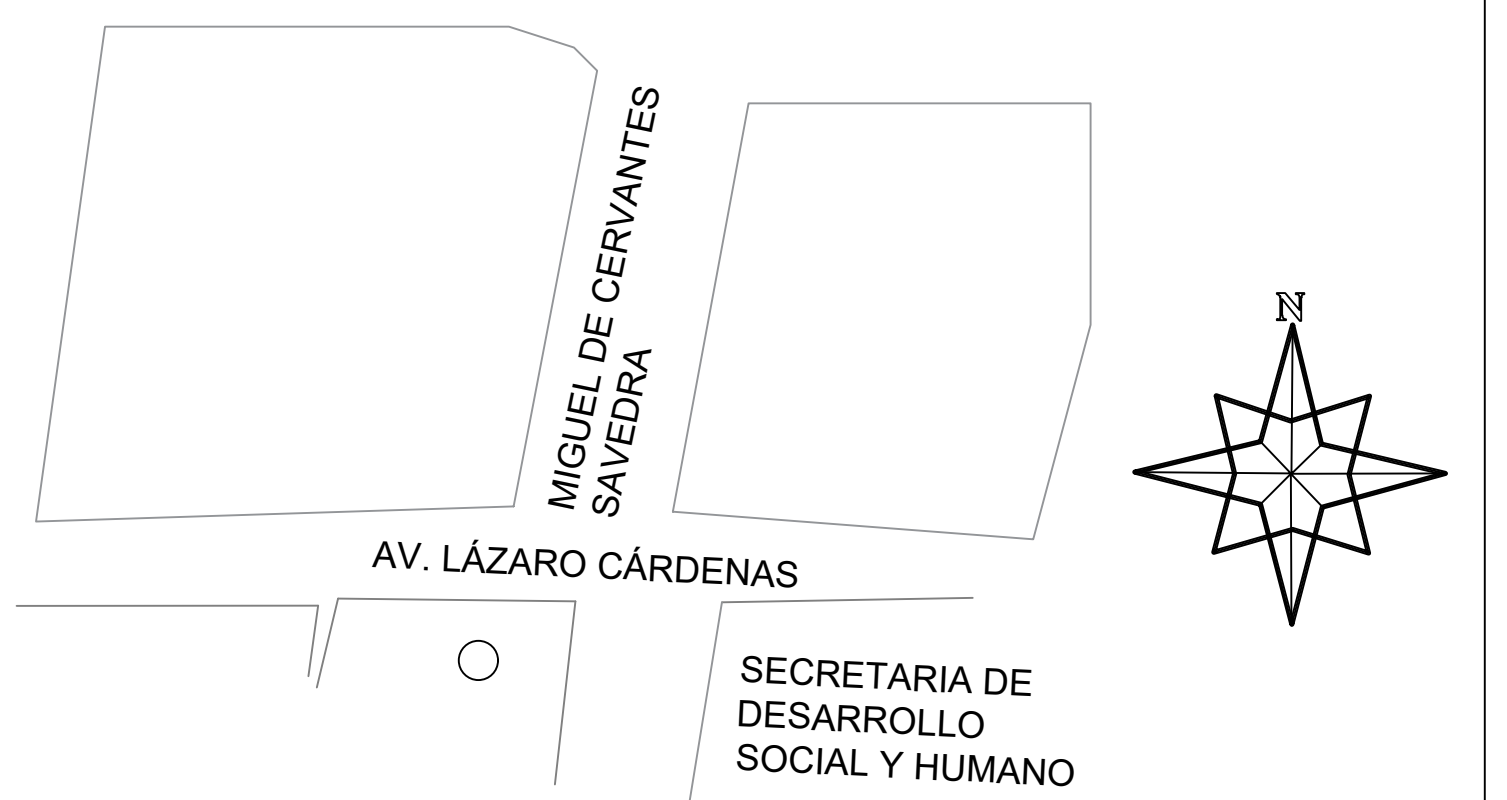 MIGUEL DE CERVANTES
SAVEDRA
N
AV. LÁZARO CÁRDENAS
SECRETARIA DE
DESARROLLO
SOCIAL Y HUMANO